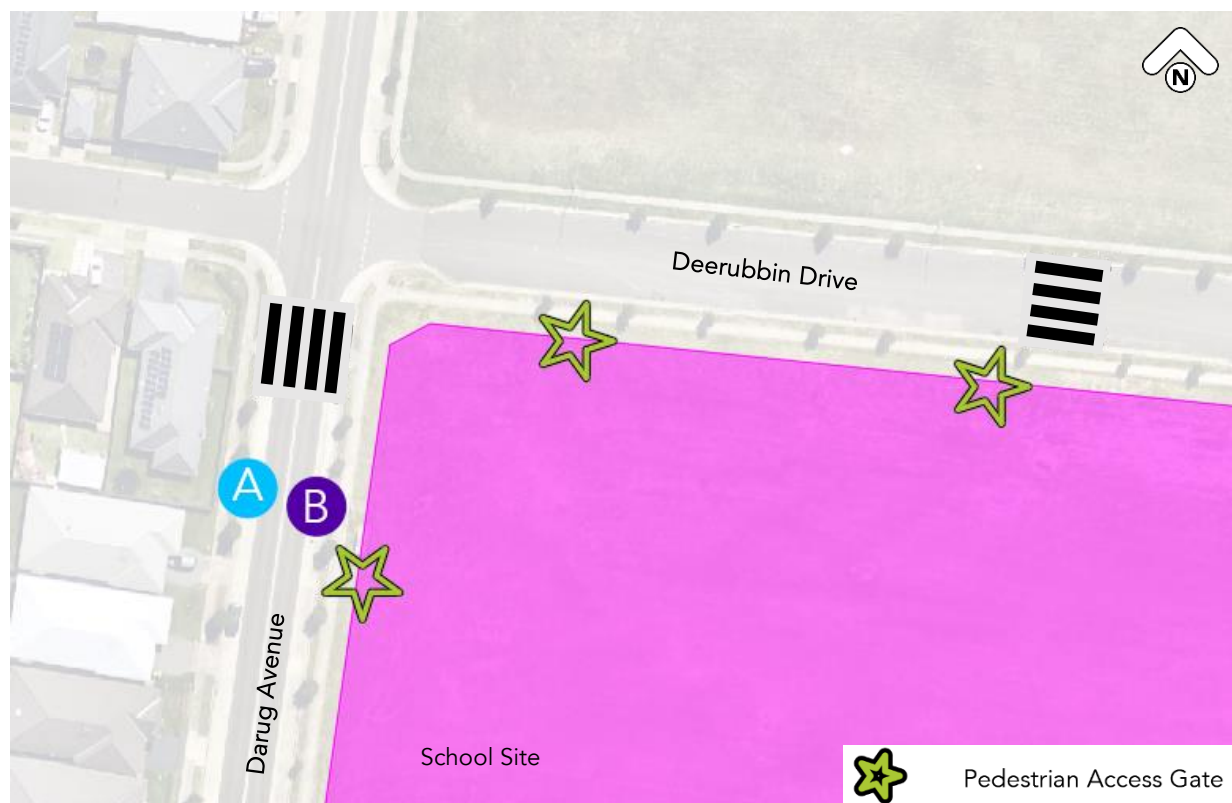 N
Deerubbin Drive
A
B
Darug Avenue
School Site
Pedestrian Access Gate